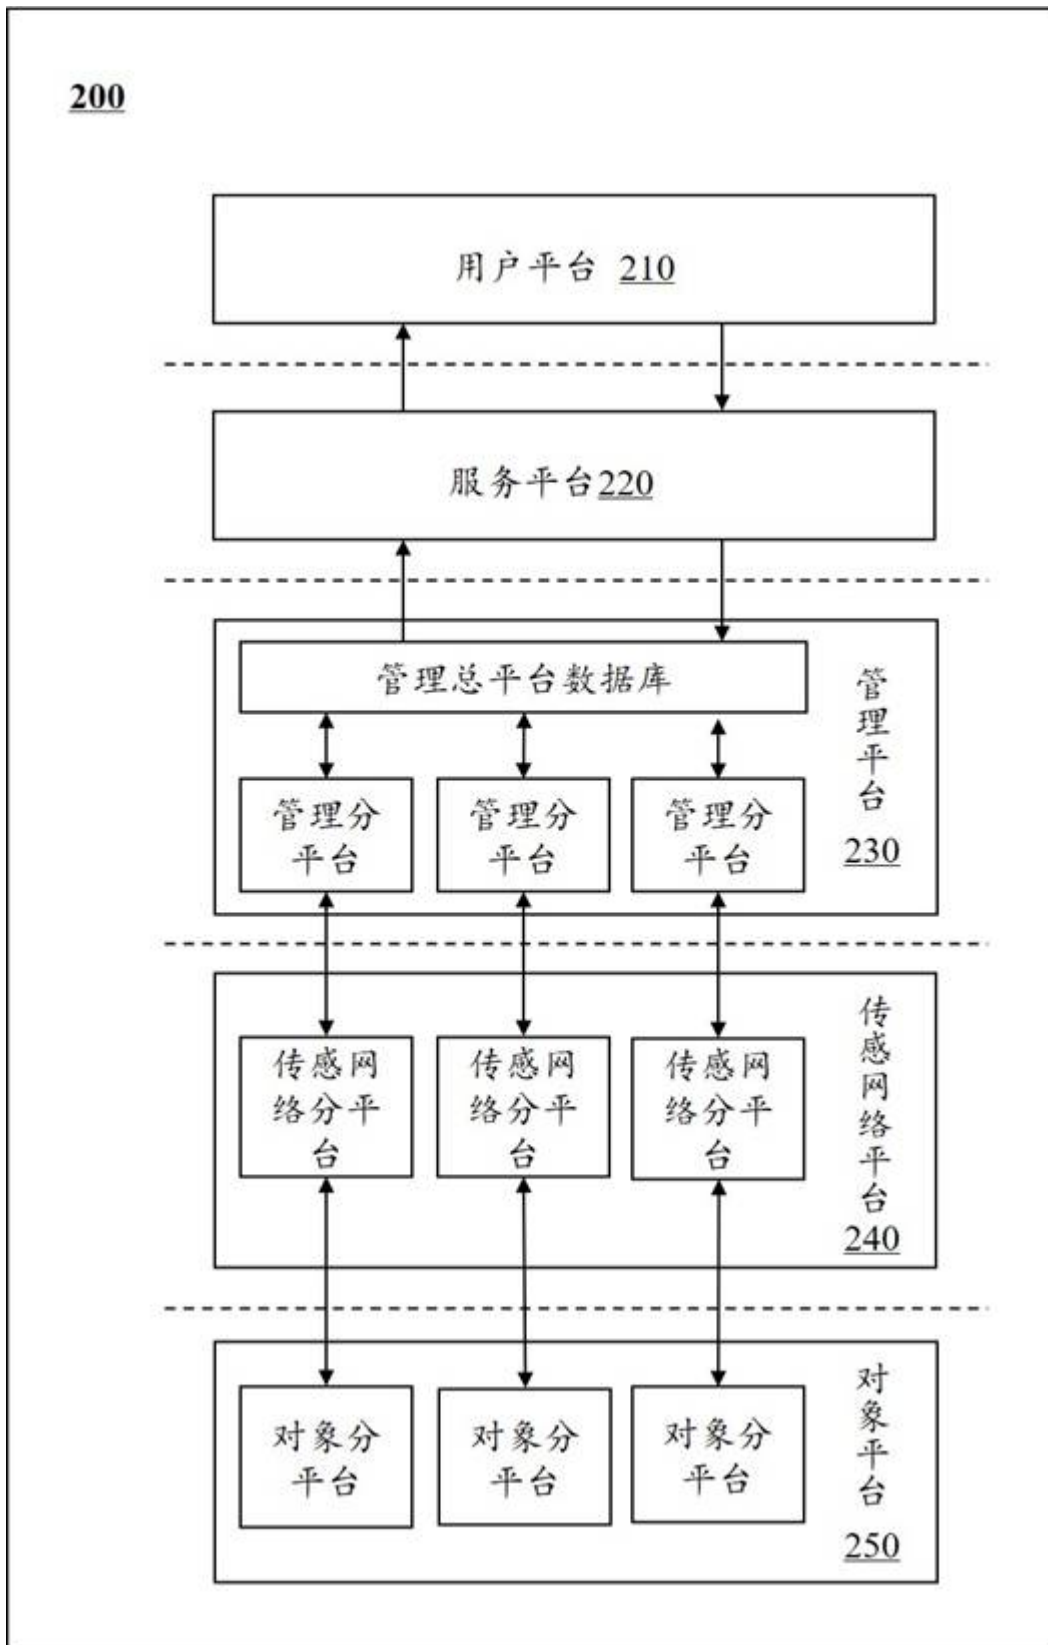 200
用户平台 210
服务平台220
管理总平台数据库
管理分
平台
管理分
平台
管理分
平台
管理平台
230
传感网
络分平
台
传感网
络分平
台
传感网
络分平
台
传感网络平台
240
对象分
平台
对象分
平台
对象分
平台
对象平台
250